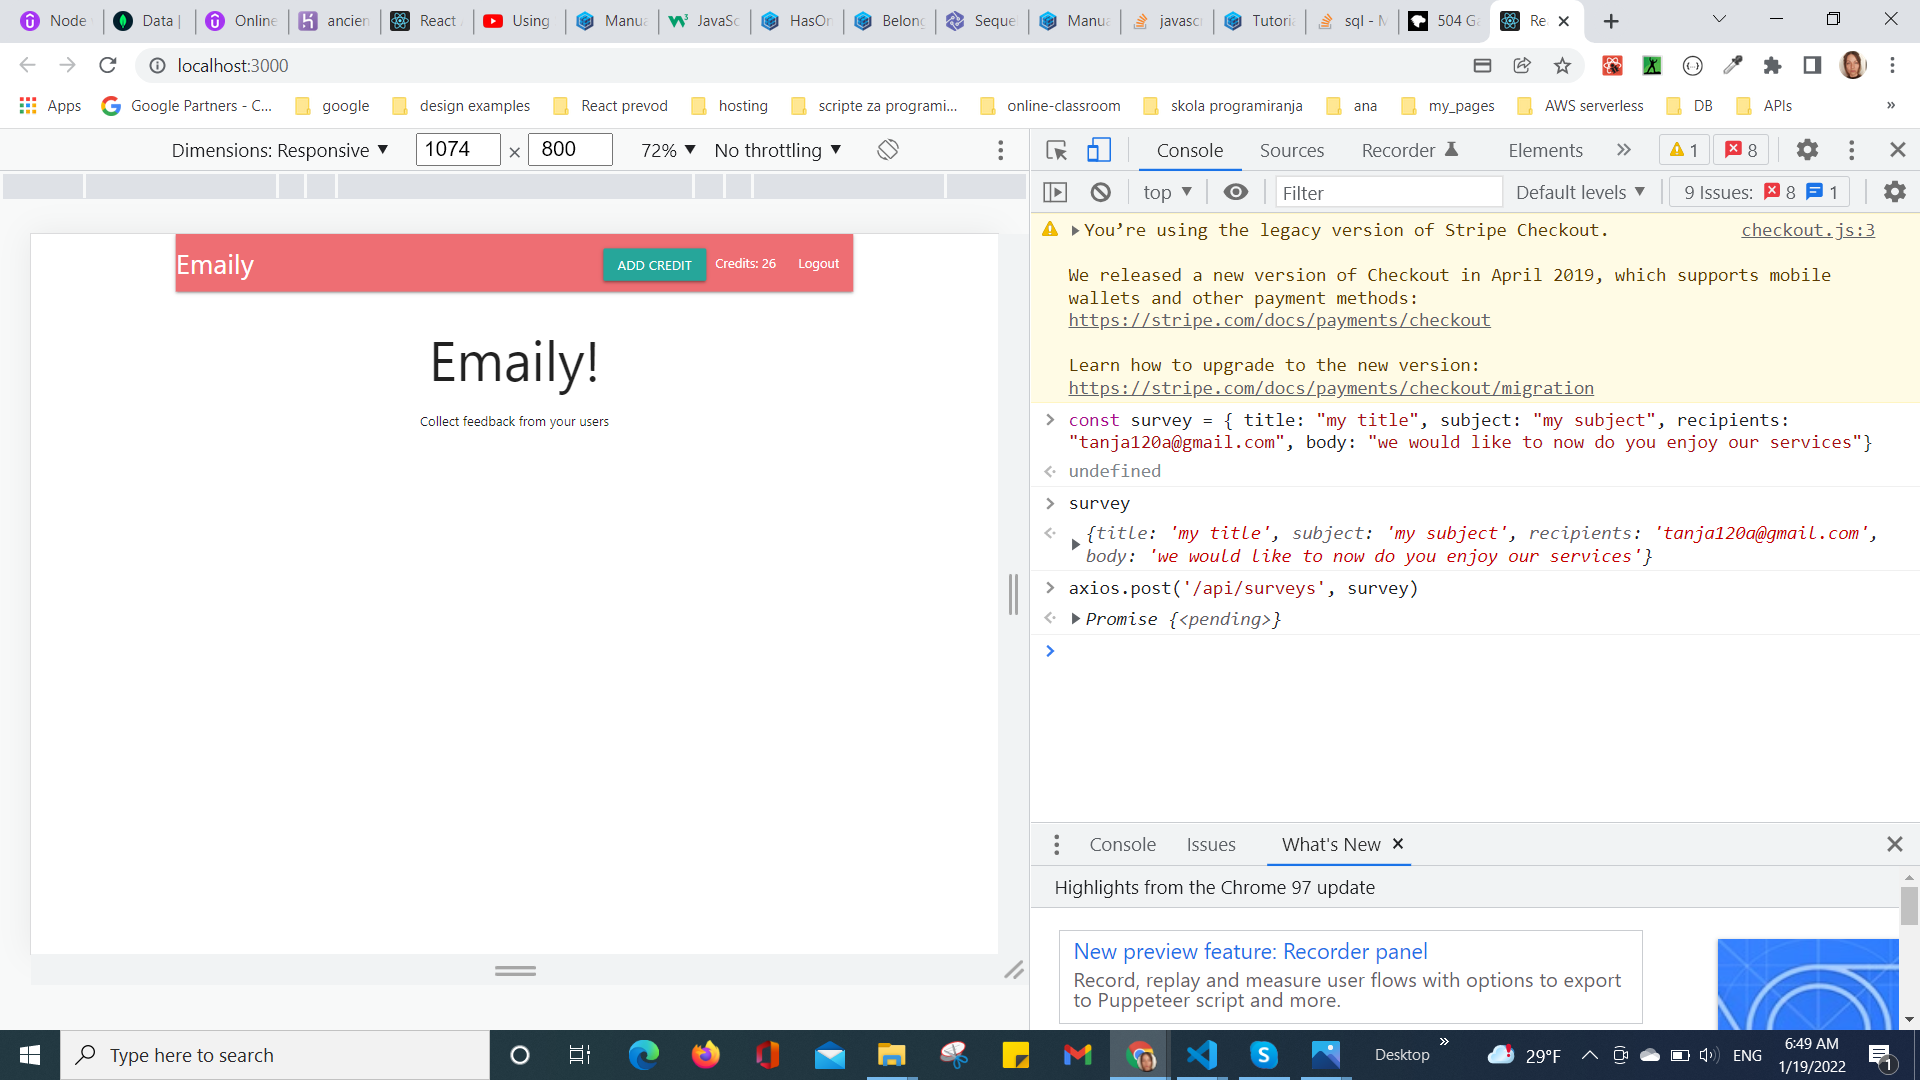 Node
Data |
Online
ancien
React
Using
Manua
JavaSc
HasOn
Belong
Seque
Manua
javasc
Tutoria
sql - M
504 Ga
Re
localhost:3000
Apps
Google Partners - C...
google
design examples
React prevod
hosting
scripte za programi...
online-classroom
skola programiranja
ana
my_pages
AWS serverless
DB
APIs
»
Dimensions: Responsive
1074 × 800
72%
No throttling
Console
Sources
Recorder
Elements
1
8
top
Filter
Default levels
9 Issues: 8 1
Emaily
ADD CREDIT
Credits: 26
Logout
Emaily!
Collect feedback from your users
You’re using the legacy version of Stripe Checkout.
checkout.js:3
We released a new version of Checkout in April 2019, which supports mobile
wallets and other payment methods:
https://stripe.com/docs/payments/checkout
Learn how to upgrade to the new version:
https://stripe.com/docs/payments/checkout/migration
const survey = { title: "my title", subject: "my subject", recipients:
"tanja120a@gmail.com", body: "we would like to now do you enjoy our services"}
undefined
survey
{title: 'my title', subject: 'my subject', recipients: 'tanja120a@gmail.com',
body: 'we would like to now do you enjoy our services'}
axios.post('/api/surveys', survey)
Promise {<pending>}
Console
Issues
What's New
Highlights from the Chrome 97 update
New preview feature: Recorder panel
Record, replay and measure user flows with options to export
to Puppeteer script and more.
Type here to search
Desktop
29°F
ENG
6:49 AM
1/19/2022
1